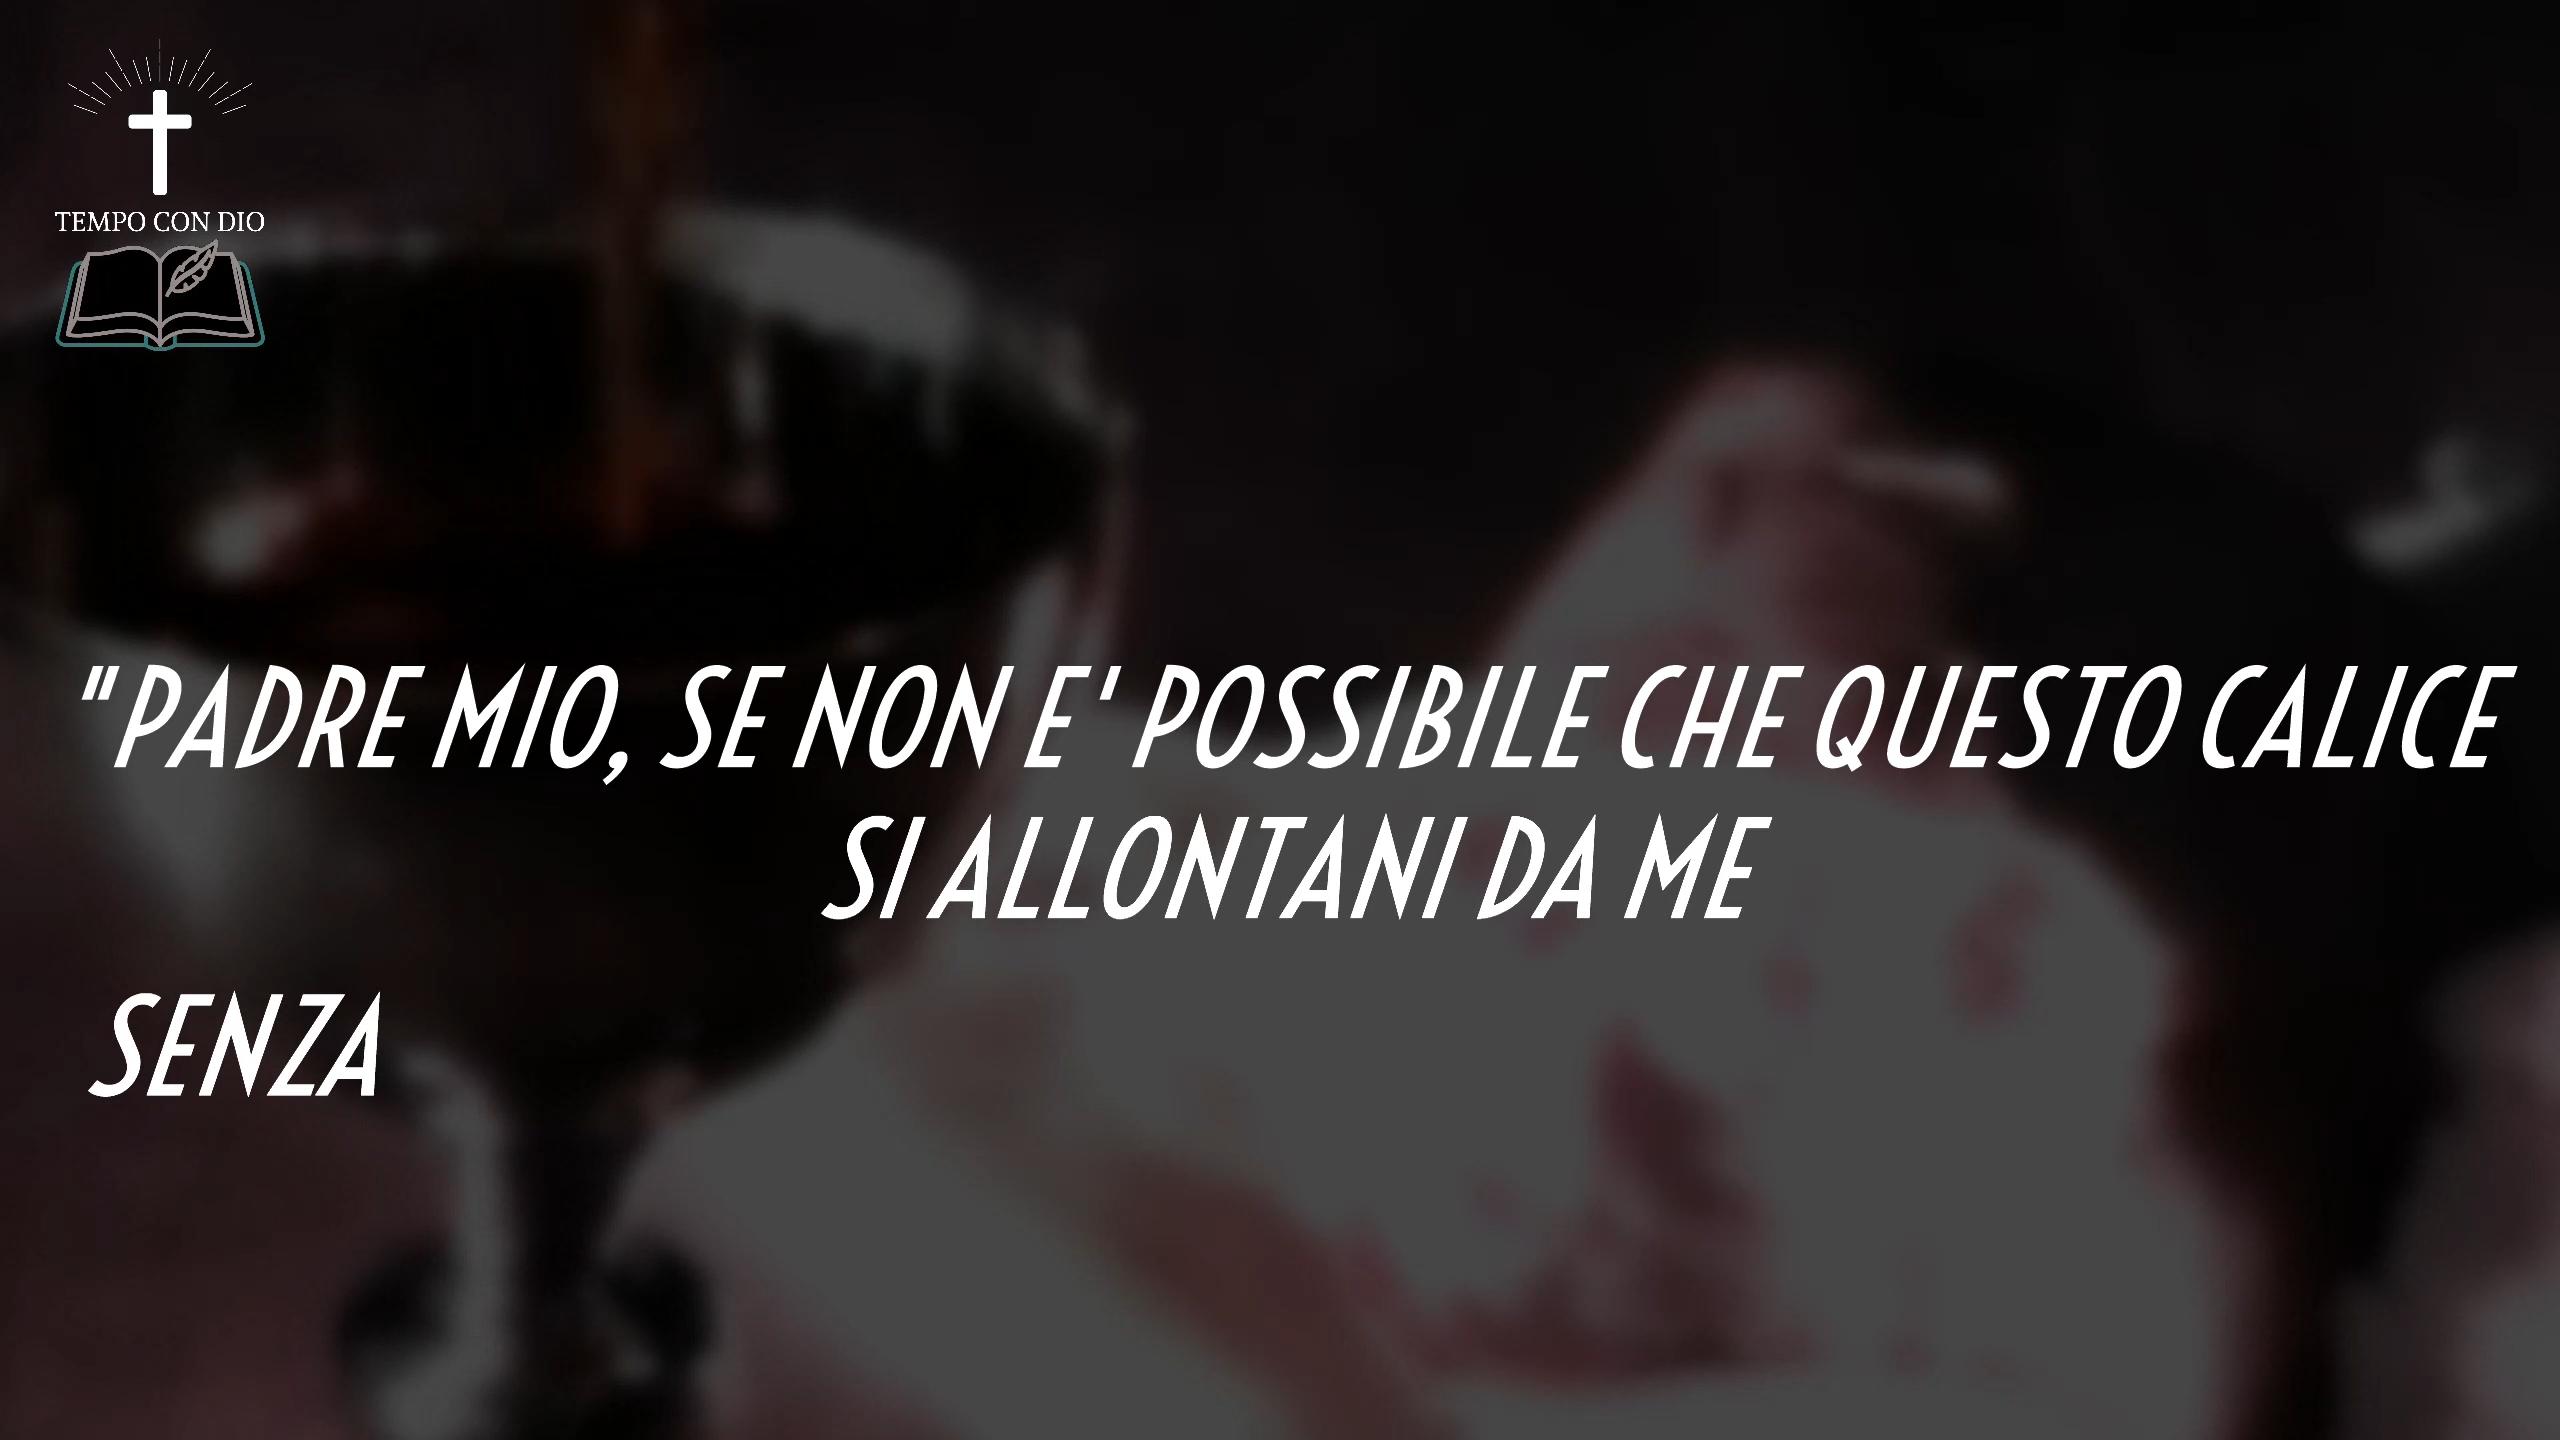 TEMPO CON DIO
"PADRE MIO, SE NON E' POSSIBILE CHE QUESTO CALICE
SI ALLONTANI DA ME
SENZA